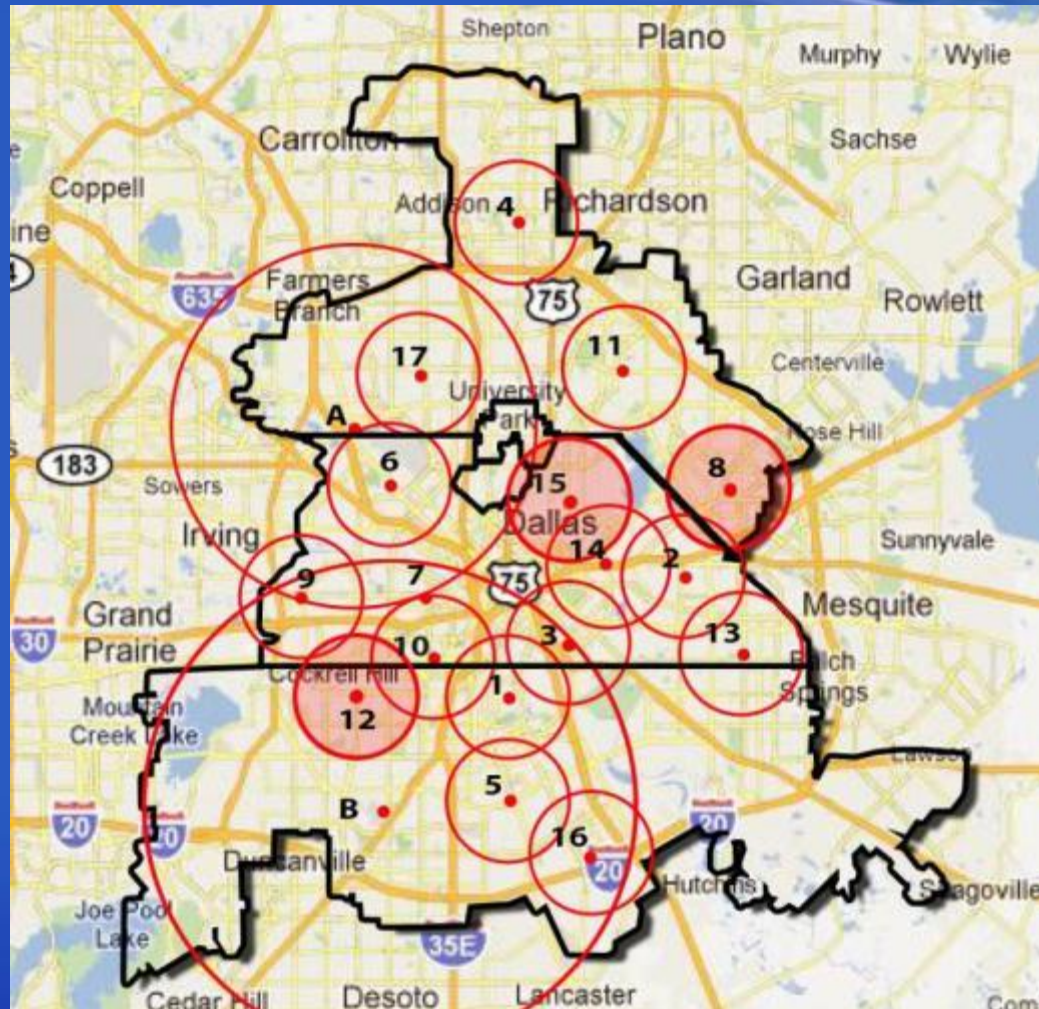 Shepton
Plano
Murphy
Wylie
Carrollton
Sachse
Coppell
Addison
4
Richardson
Garland
Farmers
Branch
635
75
Rowlett
17
11
Centerville
University
Park
A
183
6
8
Sowers
15
Irving
Dallas
14
2
Sunnyvale
9
7
75
Mesquite
Grand
Prairie
30
10
3
13
Balch
Springs
Cockrell Hill
1
12
Mountain
Creek Lake
Lawson
5
B
20
20
20
16
Duncanville
20
Hutchins
Seagoville
Joe Pool
Lake
35E
Cedar Hill
Desoto
Lancaster